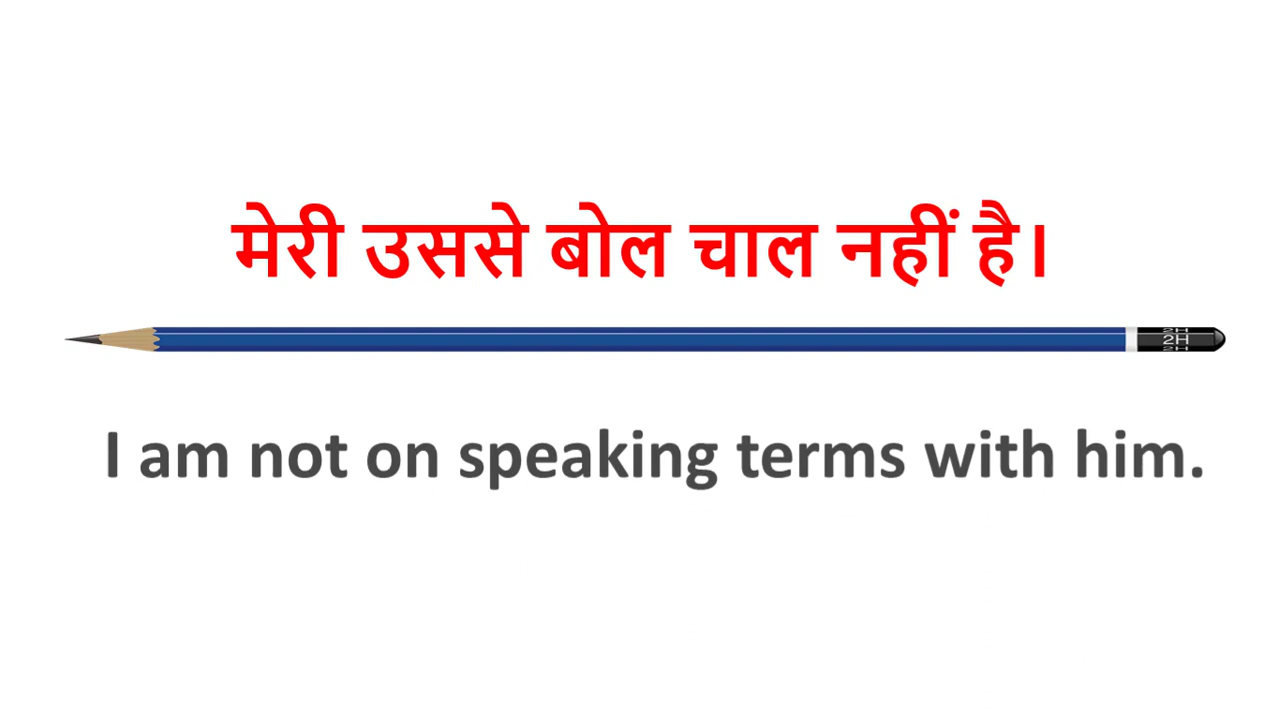 मेरी उससे बोल चाल नहीं है।
2H
I am not on speaking terms with him.